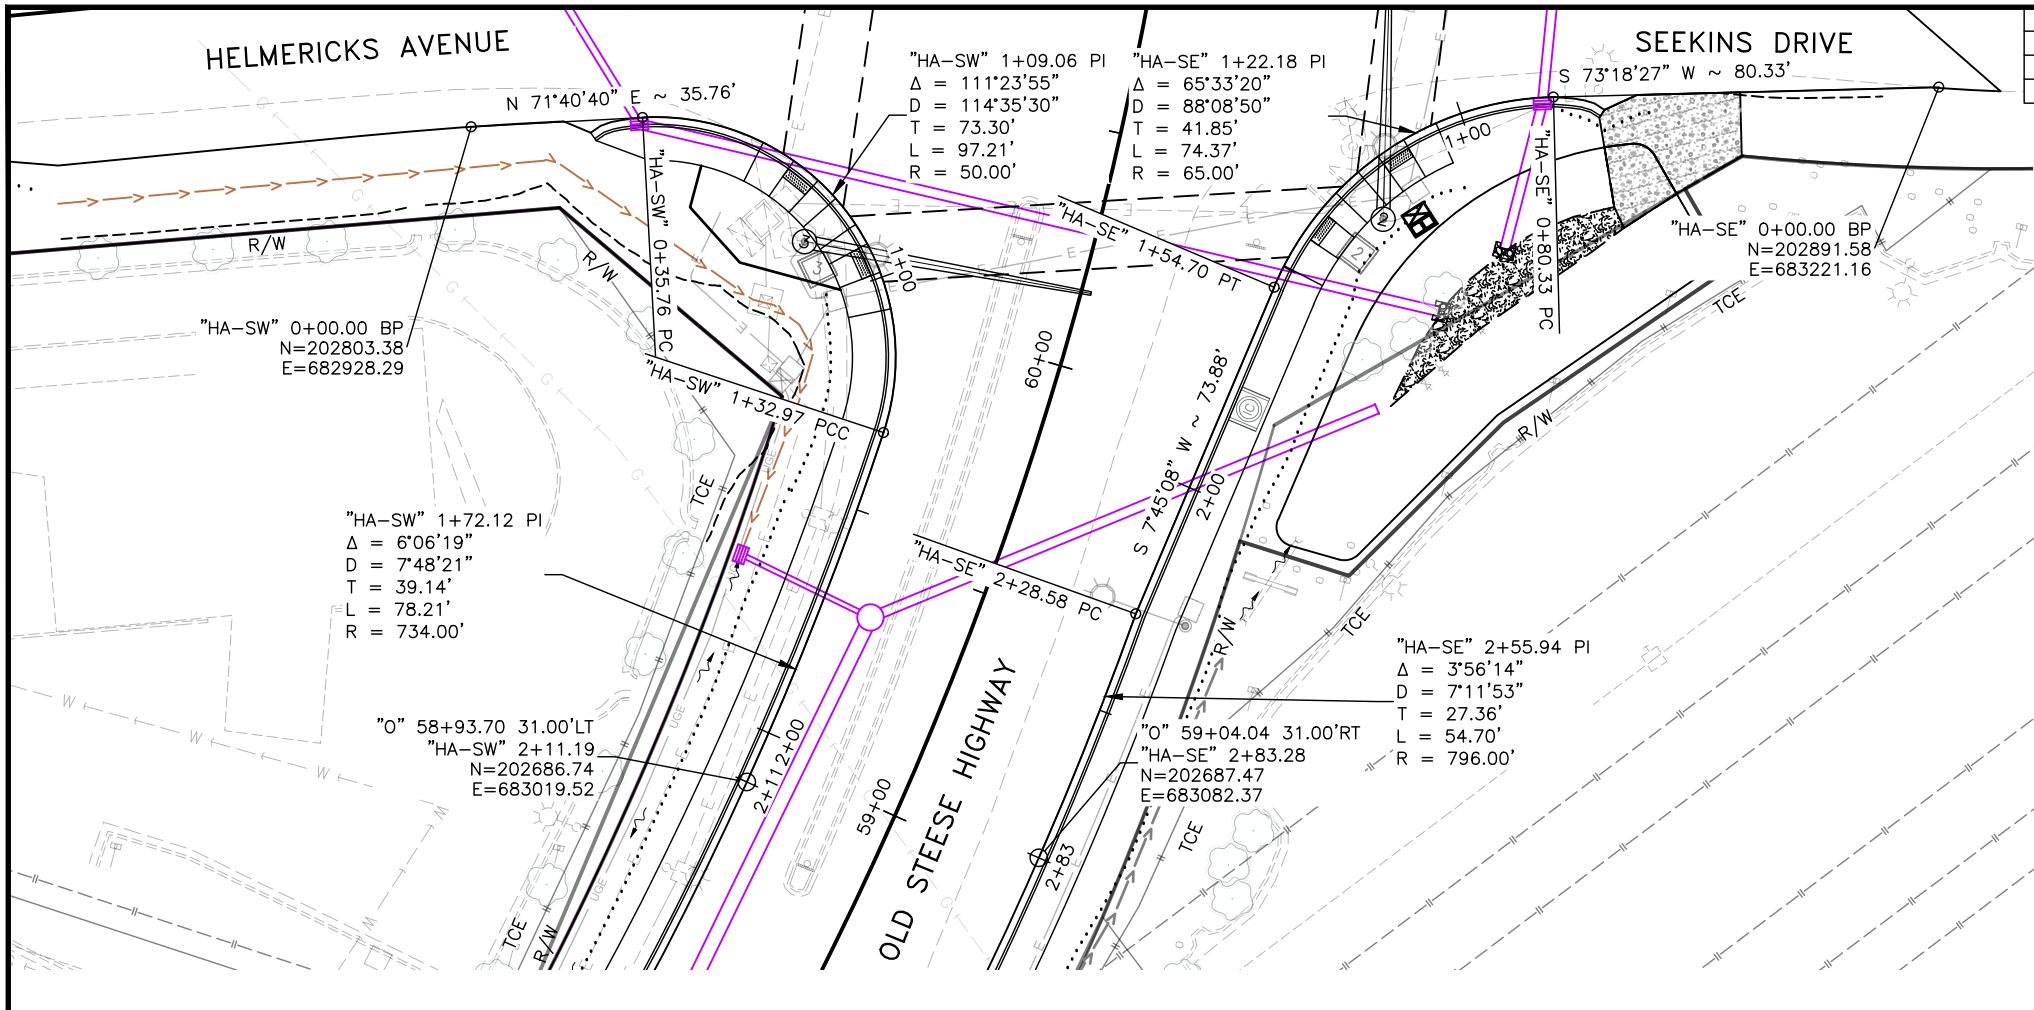 HELMERICKS AVENUE
SEEKINS DRIVE
N 71°40'40" E ~ 35.76'
S 73°18'27" W ~ 80.33'
"HA-SW" 1+09.06 PI
Δ = 111°23'55"
D = 114°35'30"
T = 73.30'
L = 97.21'
R = 50.00'
"HA-SE" 1+22.18 PI
Δ = 65°33'20"
D = 88°08'50"
T = 41.85'
L = 74.37'
R = 65.00'
1+00
"HA-SW" 0+35.76 PC
"HA-SE" 0+80.33 PC
"HA-SE" 1+54.70 PT
"HA-SE" 0+00.00 BP
N=202891.58
E=683221.16
R/W
R/W
3
3
2
2
1+00
TCE
"HA-SW" 0+00.00 BP
N=202803.38
E=682928.29
"HA-SW" 1+32.97 PCC
60+00
S 7°45'08" W ~ 73.88'
IC
R/W
TCE
2+00
"HA-SW" 1+72.12 PI
Δ = 6°06'19"
D = 7°48'21"
T = 39.14'
L = 78.21'
R = 734.00'
"HA-SE" 2+28.58 PC
R/W
TCE
"HA-SE" 2+55.94 PI
Δ = 3°56'14"
D = 7°11'53"
T = 27.36'
L = 54.70'
R = 796.00'
"O" 58+93.70 31.00'LT
"HA-SW" 2+11.19
N=202686.74
E=683019.52
2+00
2+11
"O" 59+04.04 31.00'RT
"HA-SE" 2+83.28
N=202687.47
E=683082.37
59+00
OLD STEESE HIGHWAY
2+83
TCE
TCE
R/W
UGE
UGE
UGE